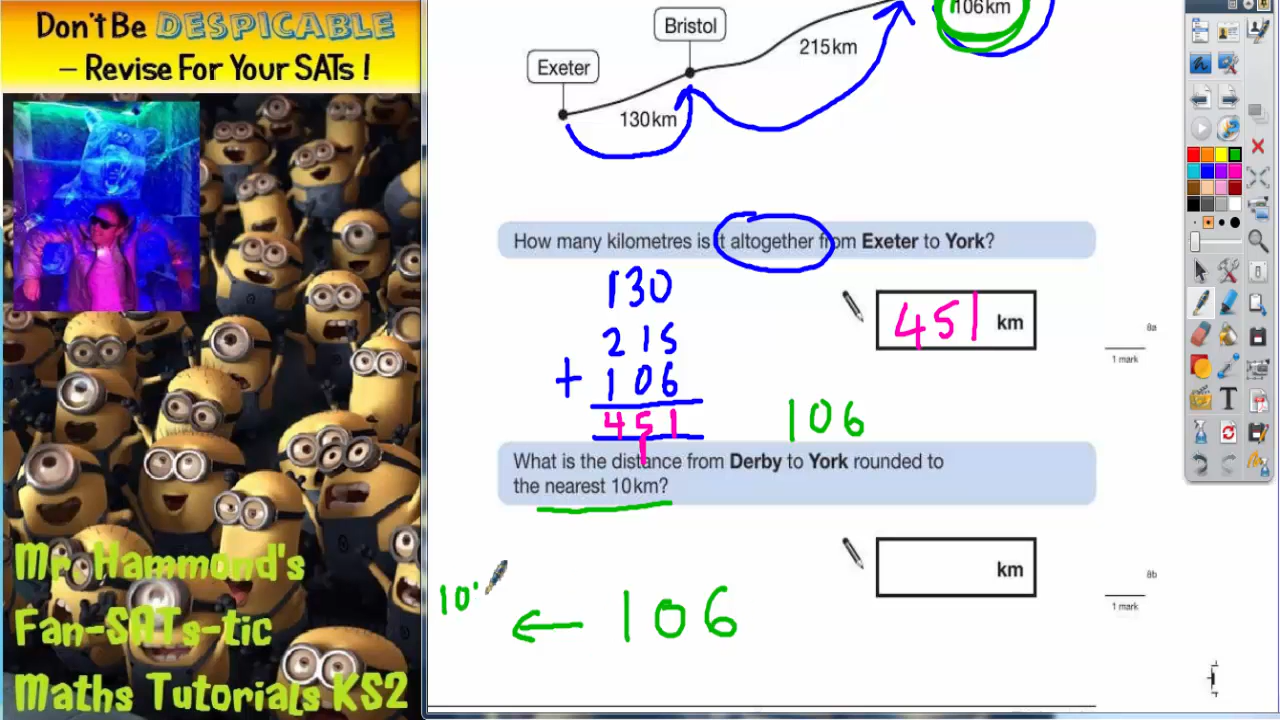 Don't Be DESPICABLE
– Revise For Your SATs !
106km
Bristol
215km
Exeter
130km
How many kilometres is it altogether from Exeter to York?
130
215
+ 106
451
451 km
8a
1 mark
106
What is the distance from Derby to York rounded to
the nearest 10km?
km
8b
1 mark
10
← 106
Mr. Hammond's
Fan-SATs-tic
Maths Tutorials KS2